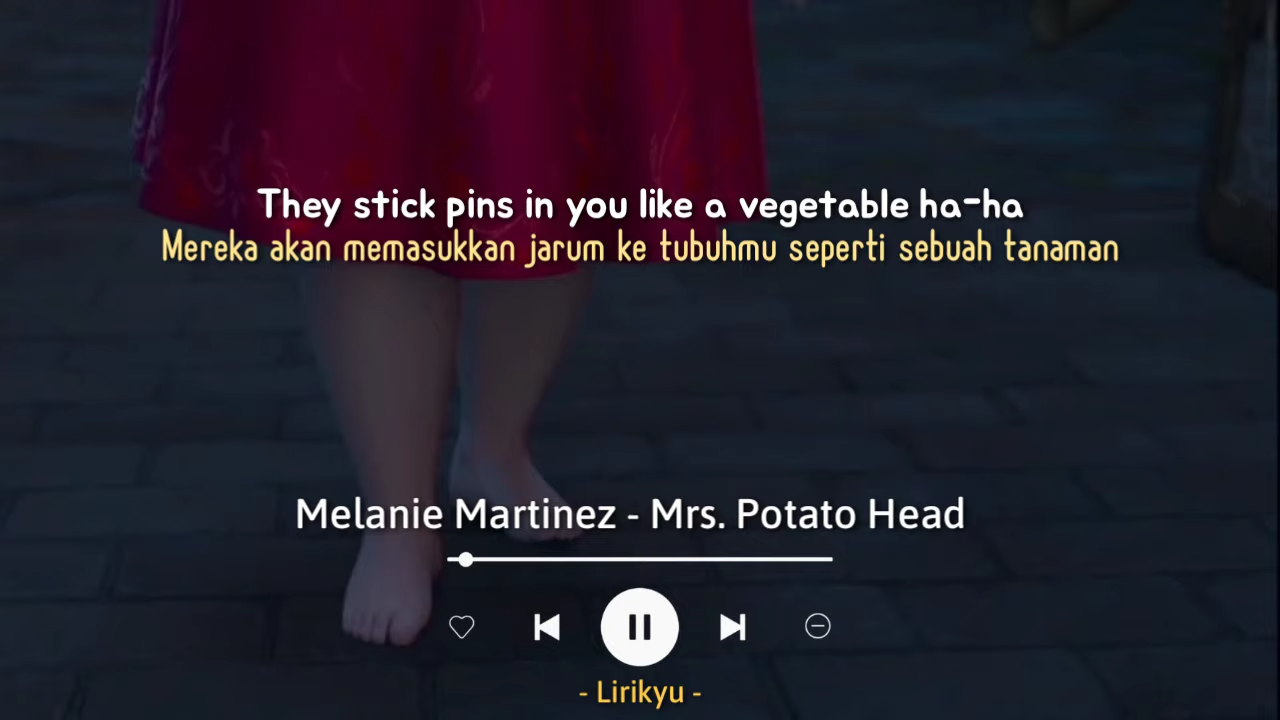 They stick pins in you like a vegetable ha-ha
Mereka akan memasukkan jarum ke tubuhmu seperti sebuah tanaman
Melanie Martinez - Mrs. Potato Head
- Lirikyu -